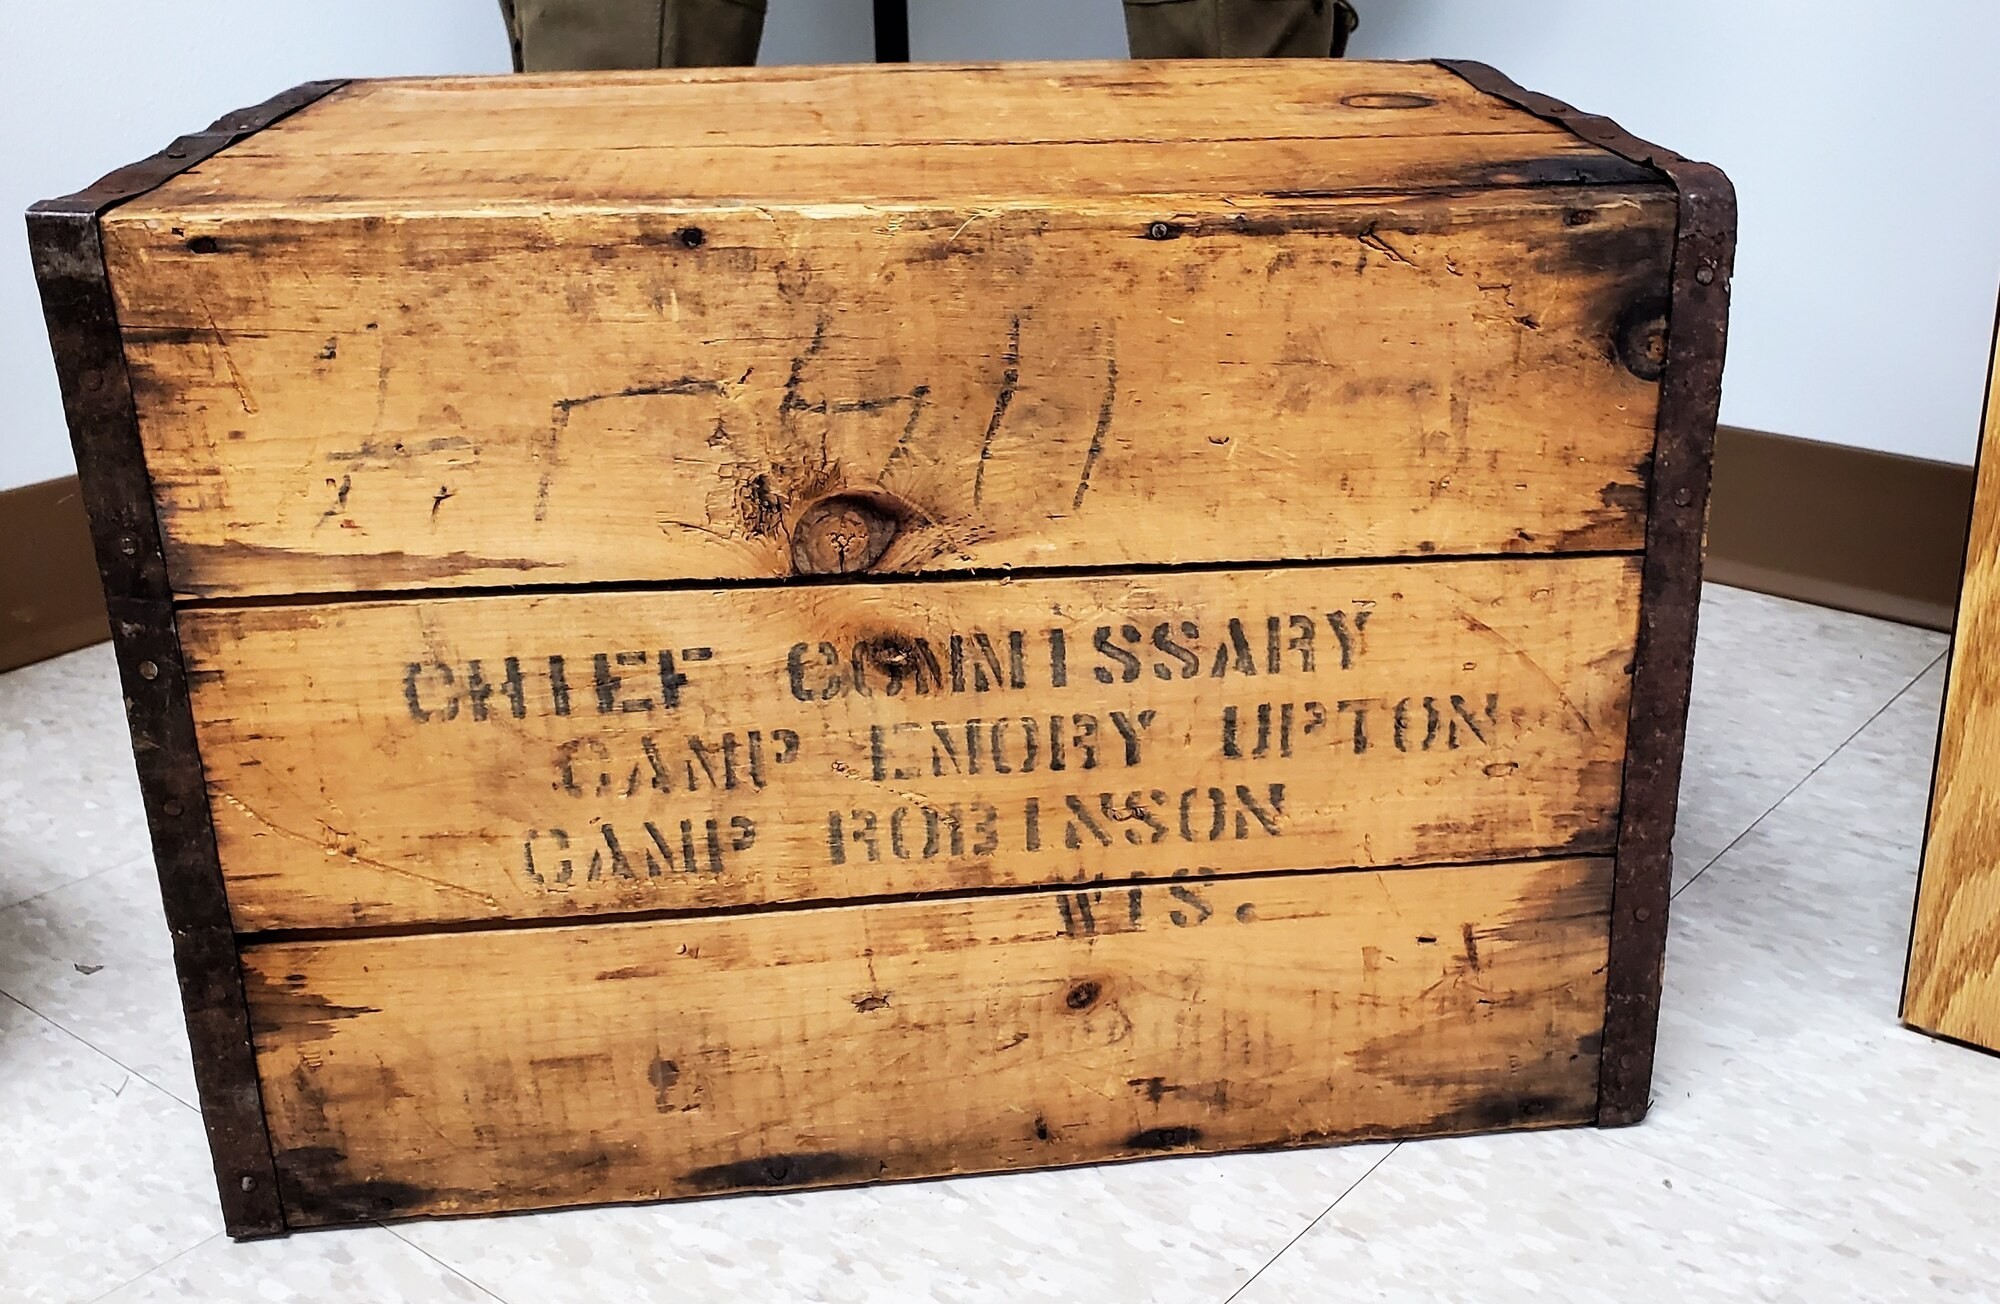 CHIEF COMMISSARY
CAMP EMORY UPTON
CAMP ROBINSON
WIS.